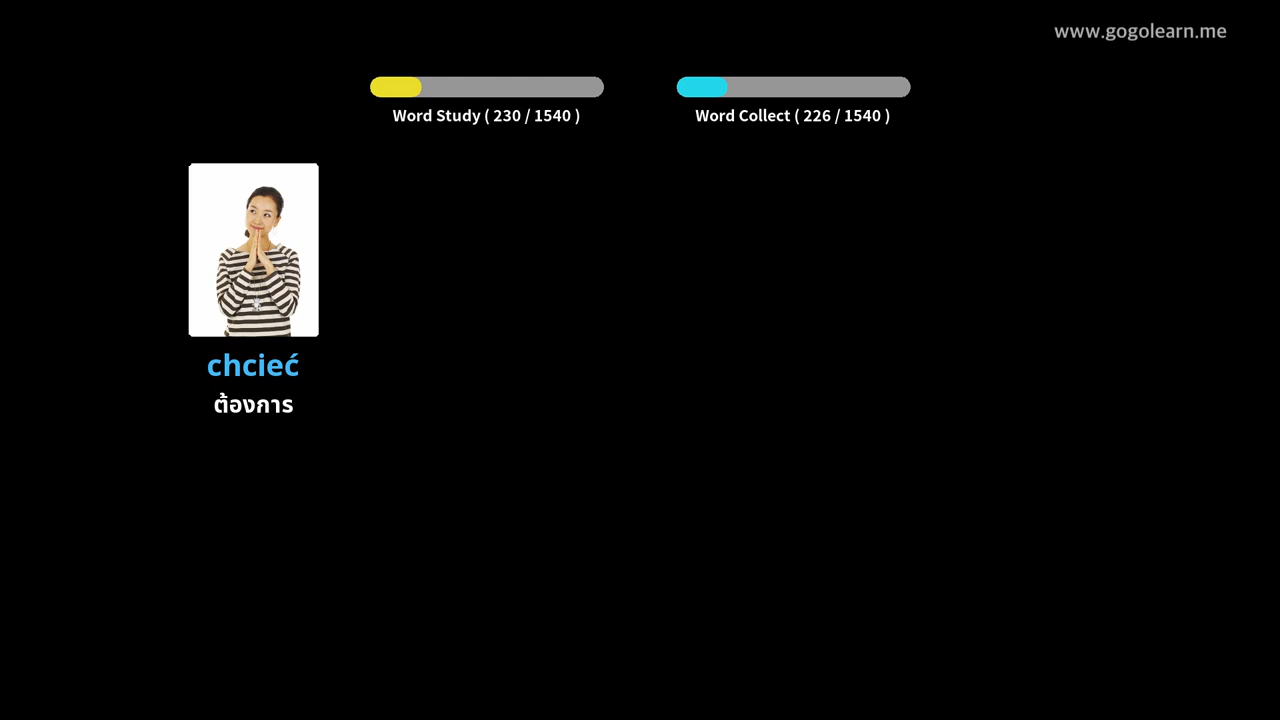 www.gogolearn.me
Word Study ( 230 / 1540 )
Word Collect ( 226 / 1540 )
chcieć
ต้องการ